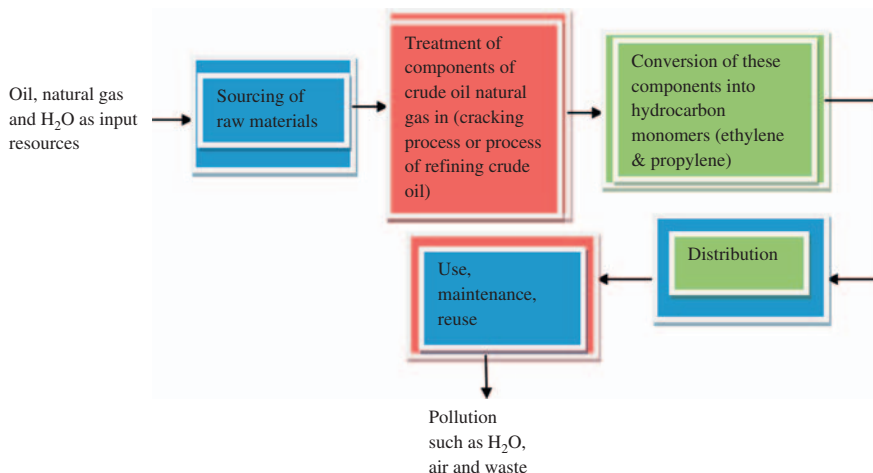 Oil, natural gas
and H₂O as input
resources
Sourcing of
raw materials
Treatment of
components of
crude oil natural
gas in (cracking
process or process
of refining crude
oil)
Conversion of these
components into
hydrocarbon
monomers (ethylene
& propylene)
Distribution
Use,
maintenance,
reuse
Pollution
such as H₂O,
air and waste